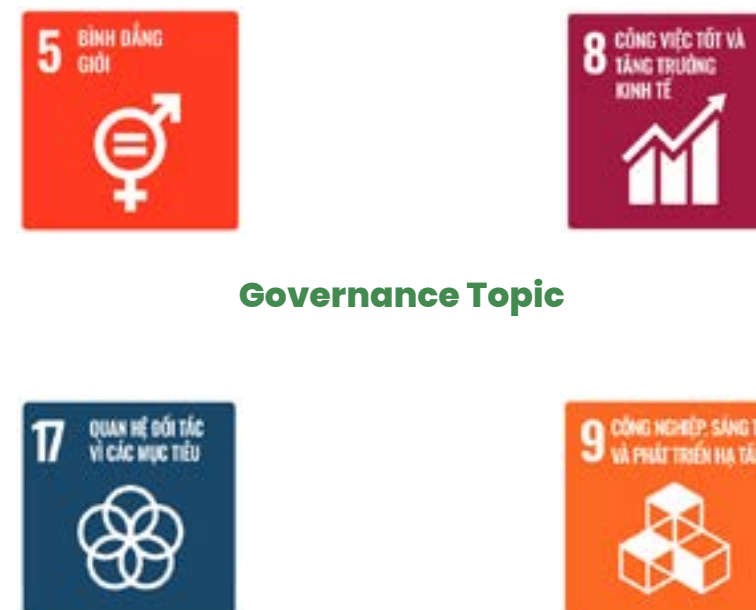 5 BÌNH ĐẲNG
GIỚI
8 CÔNG VIỆC TỐT VÀ
TĂNG TRƯỞNG
KINH TẾ
Governance Topic
17 QUAN HỆ ĐỐI TÁC
VÌ CÁC MỤC TIÊU
9 CÔNG NGHIỆP, SÁNG
VÀ PHÁT TRIỂN HẠ